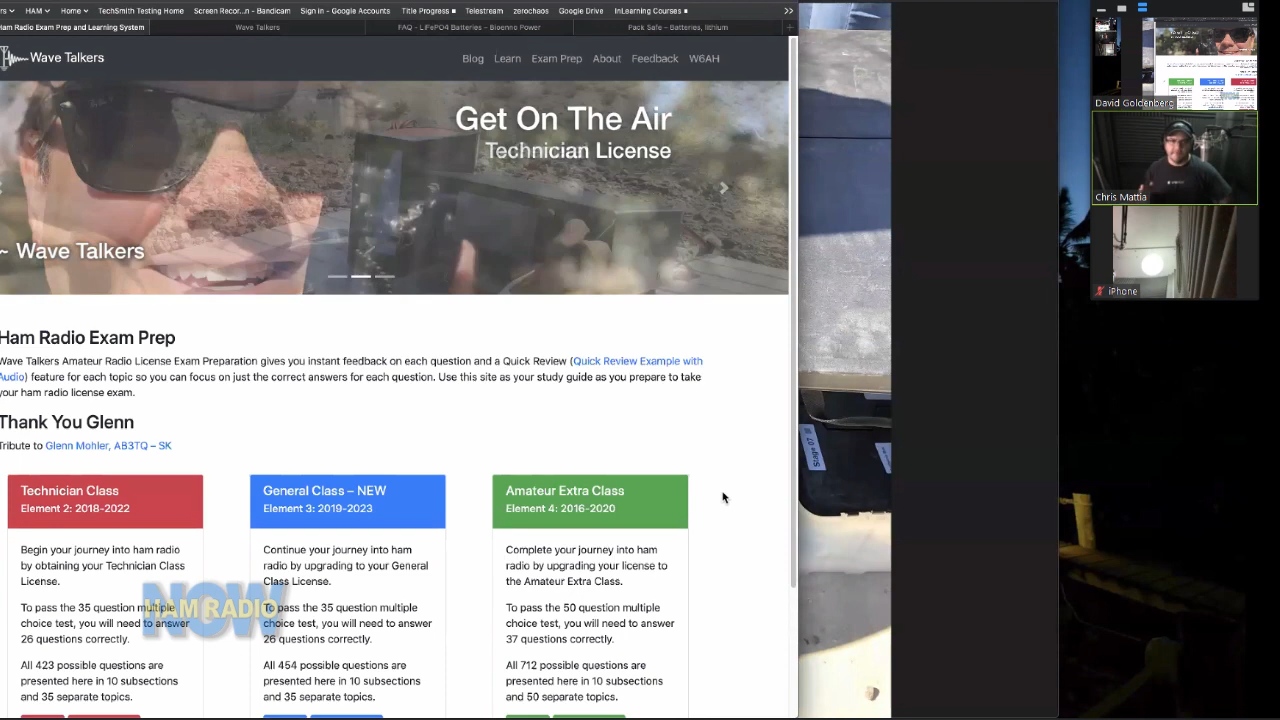 HAM
Home
TechSmith Testing Home
Screen Recor...n - Bandicam
Sign in - Google Accounts
Title Progress
Telestream
zerochaos
Google Drive
InLearning Courses
Ham Radio Exam Prep and Learning System
Wave Talkers
FAQ – LiFePO4 Batteries – Bioenno Power
Pack Safe – Batteries, lithium
Wave Talkers
Blog Learn Exam Prep About Feedback W6AH
Get On The Air
Technician License
~ Wave Talkers
Ham Radio Exam Prep
Wave Talkers Amateur Radio License Exam Preparation gives you instant feedback on each question and a Quick Review (Quick Review Example with
Audio) feature for each topic so you can focus on just the correct answers for each question. Use this site as your study guide as you prepare to take
your ham radio license exam.
Thank You Glenn
Tribute to Glenn Mohler, AB3TQ – SK
Technician Class
Element 2: 2018-2022
Begin your journey into ham radio
by obtaining your Technician Class
License.
To pass the 35 question multiple
choice test, you will need to answer
26 questions correctly.
All 423 possible questions are
presented here in 10 subsections
and 35 separate topics.
General Class – NEW
Element 3: 2019-2023
Continue your journey into ham
radio by upgrading to your General
Class License.
To pass the 35 question multiple
choice test, you will need to answer
26 questions correctly.
All 454 possible questions are
presented here in 10 subsections
and 35 separate topics.
Amateur Extra Class
Element 4: 2016-2020
Complete your journey into ham
radio by upgrading your license to
the Amateur Extra Class.
To pass the 50 question multiple
choice test, you will need to answer
37 questions correctly.
All 712 possible questions are
presented here in 10 subsections
and 50 separate topics.
HAM RADIO
NOW
David Goldenberg
Chris Mattia
iPhone